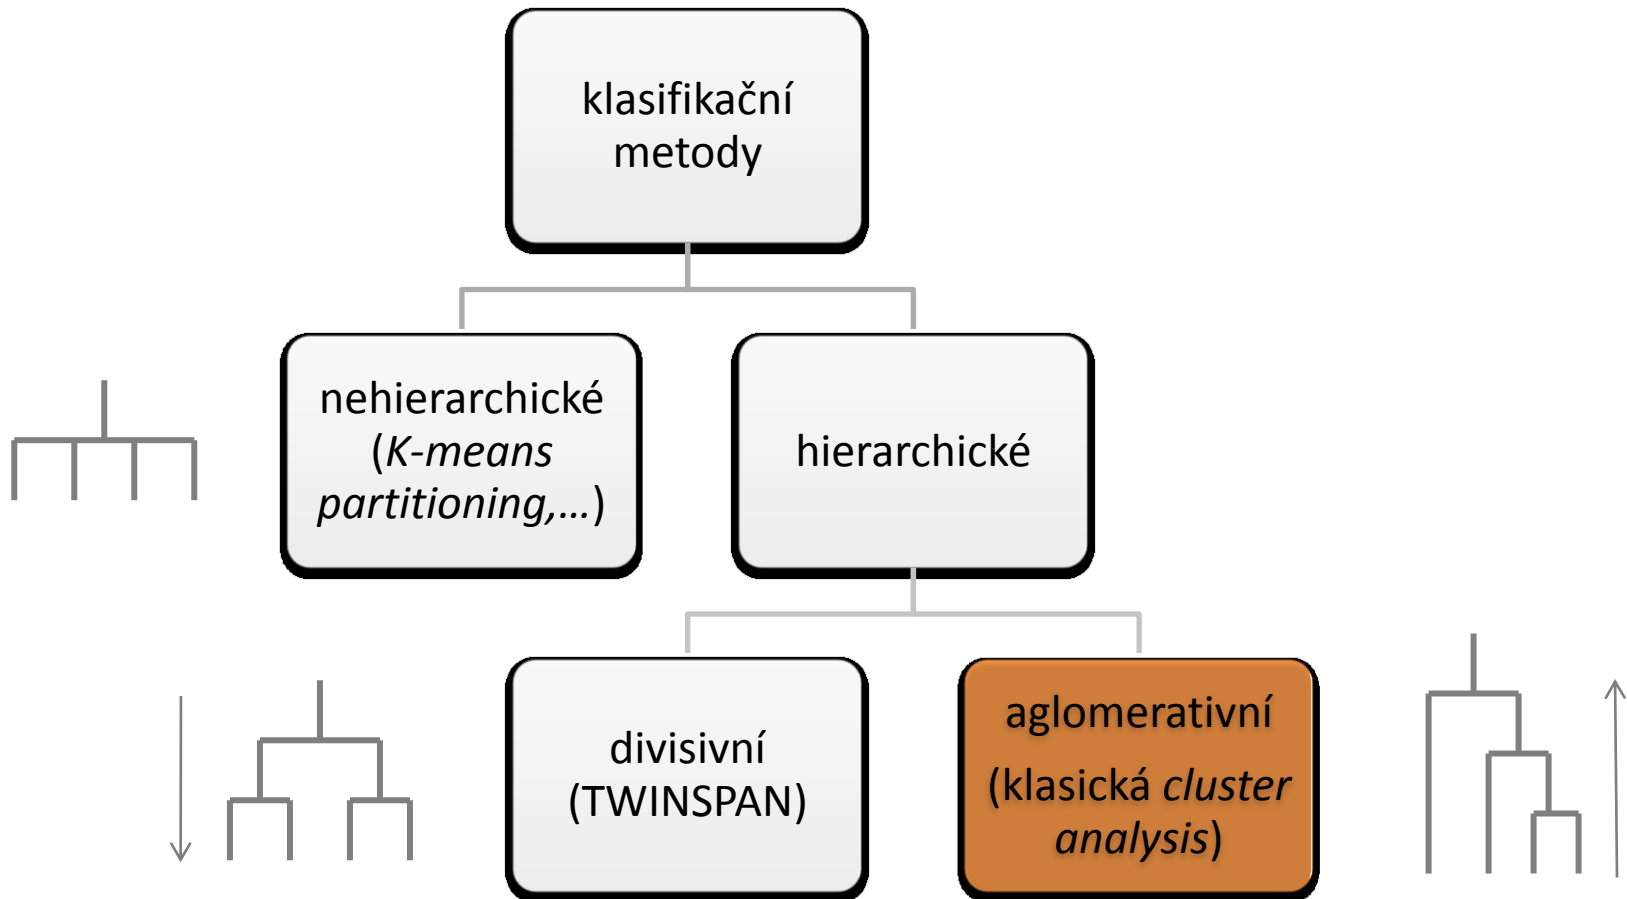 klasifikační
metody
nehierarchické
(K-means
partitioning,...)
hierarchické
divisivní
(TWINSPAN)
aglomerativní
(klasická cluster
analysis)